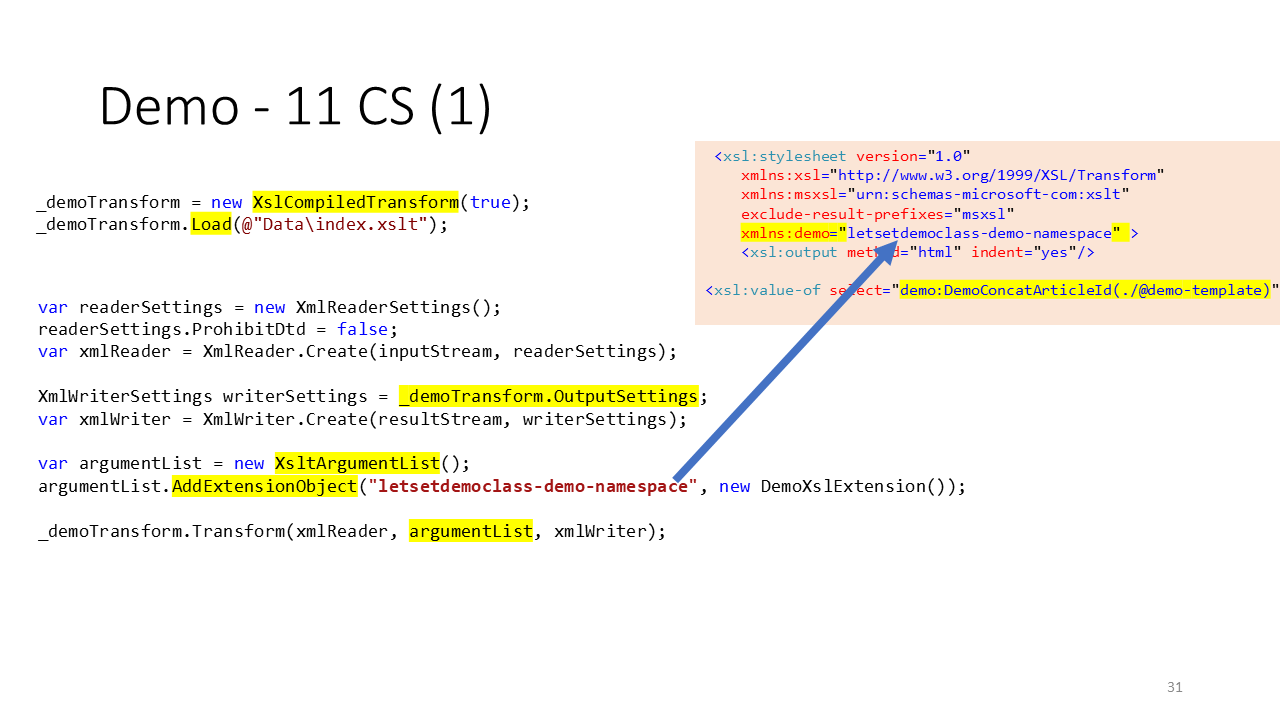 Demo - 11 CS (1)
_demoTransform = new XslCompiledTransform(true);
_demoTransform.Load(@"Data\index.xslt");
var readerSettings = new XmlReaderSettings();
readerSettings.ProhibitDtd = false;
var xmlReader = XmlReader.Create(inputStream, readerSettings);
XmlWriterSettings writerSettings = _demoTransform.OutputSettings;
var xmlWriter = XmlWriter.Create(resultStream, writerSettings);
var argumentList = new XsltArgumentList();
argumentList.AddExtensionObject("letsetdemoclass-demo-namespace", new DemoXslExtension());
_demoTransform.Transform(xmlReader, argumentList, xmlWriter);
<xsl:stylesheet version="1.0"
xmlns:xsl="http://www.w3.org/1999/XSL/Transform"
xmlns:msxsl="urn:schemas-microsoft-com:xslt"
exclude-result-prefixes="msxsl"
xmlns:demo="letsetdemoclass-demo-namespace" >
<xsl:output method="html" indent="yes"/>
<xsl:value-of select="demo:DemoConcatArticleId(./@demo-template)"
31